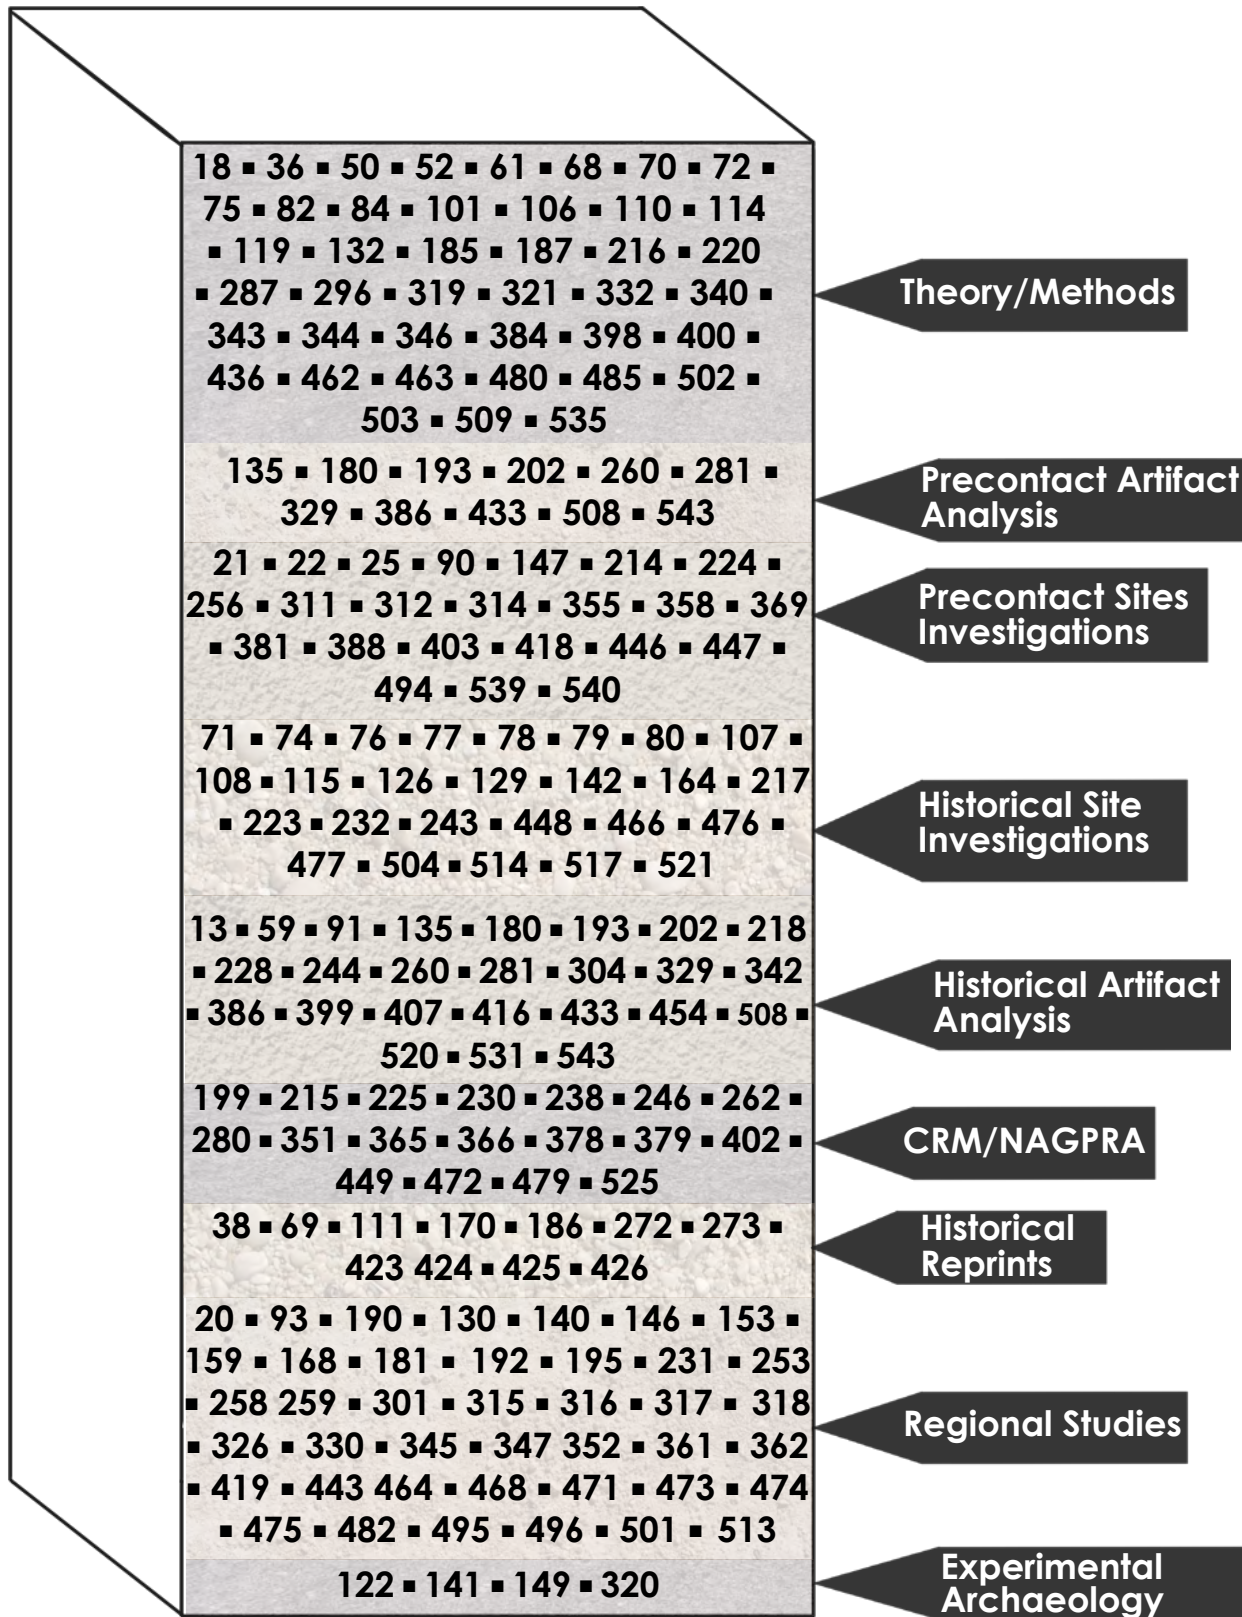 18 ▪ 36 ▪ 50 ▪ 52 ▪ 61 ▪ 68 ▪ 70 ▪ 72 ▪
75 ▪ 82 ▪ 84 ▪ 101 ▪ 106 ▪ 110 ▪ 114
▪ 119 ▪ 132 ▪ 185 ▪ 187 ▪ 216 ▪ 220
▪ 287 ▪ 296 ▪ 319 ▪ 321 ▪ 332 ▪ 340 ▪
343 ▪ 344 ▪ 346 ▪ 384 ▪ 398 ▪ 400 ▪
436 ▪ 462 ▪ 463 ▪ 480 ▪ 485 ▪ 502 ▪
503 ▪ 509 ▪ 535
Theory/Methods
135 ▪ 180 ▪ 193 ▪ 202 ▪ 260 ▪ 281 ▪
329 ▪ 386 ▪ 433 ▪ 508 ▪ 543
Precontact Artifact
Analysis
21 ▪ 22 ▪ 25 ▪ 90 ▪ 147 ▪ 214 ▪ 224 ▪
256 ▪ 311 ▪ 312 ▪ 314 ▪ 355 ▪ 358 ▪ 369
▪ 381 ▪ 388 ▪ 403 ▪ 418 ▪ 446 ▪ 447 ▪
494 ▪ 539 ▪ 540
Precontact Sites
Investigations
71 ▪ 74 ▪ 76 ▪ 77 ▪ 78 ▪ 79 ▪ 80 ▪ 107 ▪
108 ▪ 115 ▪ 126 ▪ 129 ▪ 142 ▪ 164 ▪ 217
▪ 223 ▪ 232 ▪ 243 ▪ 448 ▪ 466 ▪ 476 ▪
477 ▪ 504 ▪ 514 ▪ 517 ▪ 521
Historical Site
Investigations
13 ▪ 59 ▪ 91 ▪ 135 ▪ 180 ▪ 193 ▪ 202 ▪ 218
▪ 228 ▪ 244 ▪ 260 ▪ 281 ▪ 304 ▪ 329 ▪ 342
▪ 386 ▪ 399 ▪ 407 ▪ 416 ▪ 433 ▪ 454 ▪ 508 ▪
520 ▪ 531 ▪ 543
Historical Artifact
Analysis
199 ▪ 215 ▪ 225 ▪ 230 ▪ 238 ▪ 246 ▪ 262 ▪
280 ▪ 351 ▪ 365 ▪ 366 ▪ 378 ▪ 379 ▪ 402 ▪
449 ▪ 472 ▪ 479 ▪ 525
CRM/NAGPRA
38 ▪ 69 ▪ 111 ▪ 170 ▪ 186 ▪ 272 ▪ 273 ▪
423 424 ▪ 425 ▪ 426
Historical
Reprints
20 ▪ 93 ▪ 190 ▪ 130 ▪ 140 ▪ 146 ▪ 153 ▪
159 ▪ 168 ▪ 181 ▪ 192 ▪ 195 ▪ 231 ▪ 253
▪ 258 259 ▪ 301 ▪ 315 ▪ 316 ▪ 317 ▪ 318
▪ 326 ▪ 330 ▪ 345 ▪ 347 352 ▪ 361 ▪ 362
▪ 419 ▪ 443 464 ▪ 468 ▪ 471 ▪ 473 ▪ 474
▪ 475 ▪ 482 ▪ 495 ▪ 496 ▪ 501 ▪ 513
Regional Studies
122 ▪ 141 ▪ 149 ▪ 320
Experimental
Archaeology